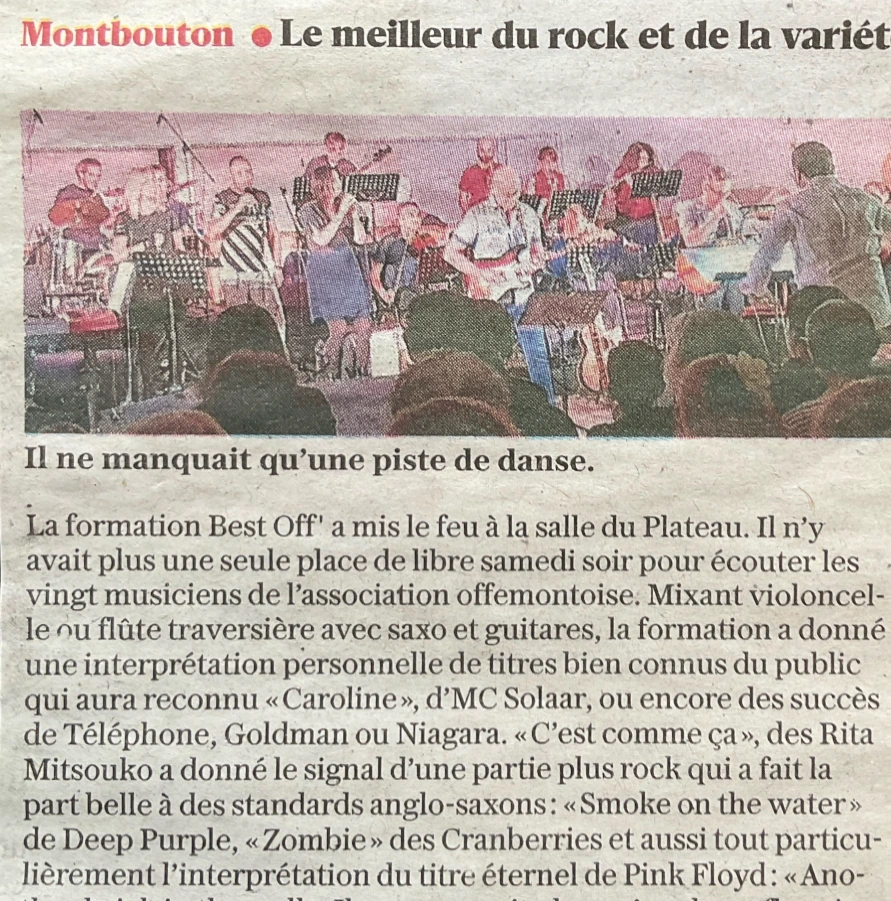 Montbouton ● Le meilleur du rock et de la variét
Il ne manquait qu'une piste de danse.
La formation Best Off' a mis le feu à la salle du Plateau. Il n'y
avait plus une seule place de libre samedi soir pour écouter les
vingt musiciens de l'association offemontoise. Mixant violoncel-
le ou flûte traversière avec saxo et guitares, la formation a donné
une interprétation personnelle de titres bien connus du public
qui aura reconnu «Caroline», d'MC Solaar, ou encore des succès
de Téléphone, Goldman ou Niagara. «C'est comme ça», des Rita
Mitsouko a donné le signal d'une partie plus rock qui a fait la
part belle à des standards anglo-saxons: «Smoke on the water»
de Deep Purple, «Zombie» des Cranberries et aussi tout particu-
lièrement l'interprétation du titre éternel de Pink Floyd: «Ano-